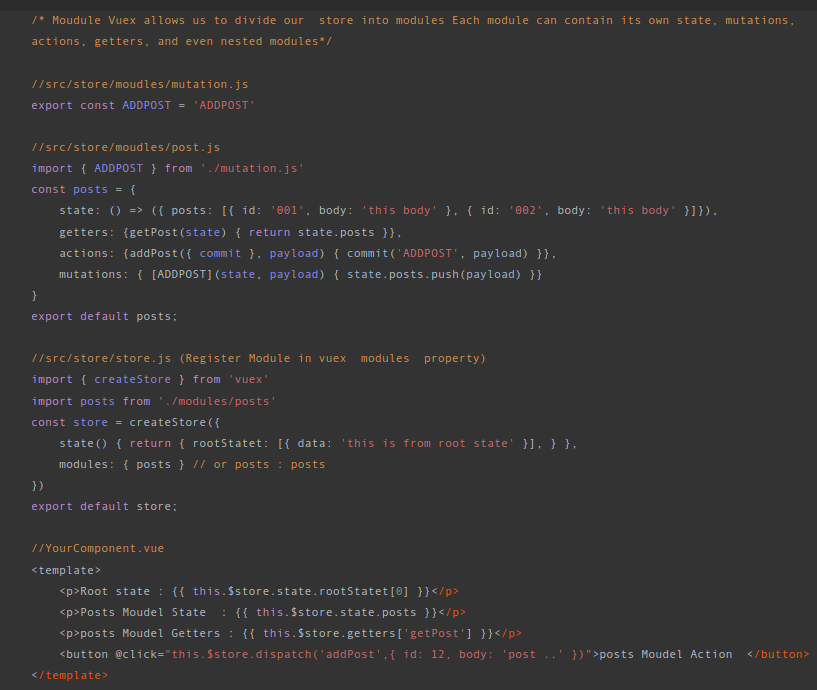 /* Moudule Vuex allows us to divide our  store into modules Each module can contain its own state, mutations,
actions, getters, and even nested modules*/
//src/store/moudles/mutation.js
export const ADDPOST = 'ADDPOST'
//src/store/moudles/post.js
import { ADDPOST } from './mutation.js'
const posts = {
    state: () => ({ posts: [{ id: '001', body: 'this body' }, { id: '002', body: 'this body' }]}),
    getters: {getPost(state) { return state.posts }},
    actions: {addPost({ commit }, payload) { commit('ADDPOST', payload) }},
    mutations: { [ADDPOST](state, payload) { state.posts.push(payload) }}
}
export default posts;
//src/store/store.js (Register Module in vuex  modules  property)
import { createStore } from 'vuex'
import posts from './modules/posts'
const store = createStore({
    state() { return { rootStatet: [{ data: 'this is from root state' }], } },
    modules: { posts } // or posts : posts
})
export default store;
//YourComponent.vue
<template>
    <p>Root state : {{ this.$store.state.rootStatet[0] }}</p>
    <p>Posts Moudel State  : {{ this.$store.state.posts }}</p>
    <p>posts Moudel Getters : {{ this.$store.getters['getPost'] }}</p>
    <button @click="this.$store.dispatch('addPost',{ id: 12, body: 'post ..' })">posts Moudel Action  </button>
</template>